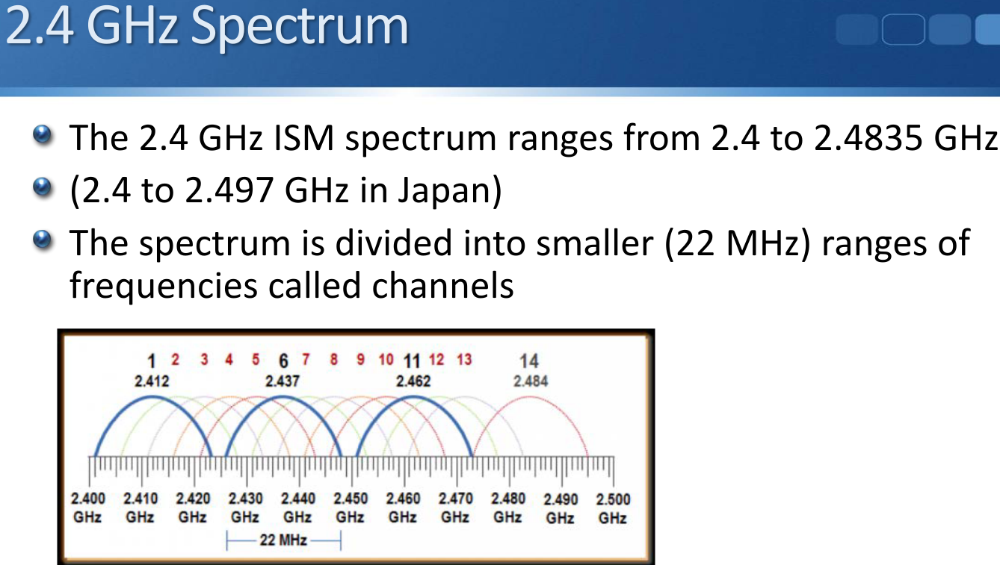 2.4 GHz Spectrum
The 2.4 GHz ISM spectrum ranges from 2.4 to 2.4835 GHz
(2.4 to 2.497 GHz in Japan)
The spectrum is divided into smaller (22 MHz) ranges of
frequencies called channels
1 2 3 4 5 6 7 8 9 10 11 12 13 14
2.412 2.437 2.462 2.484
2.400 2.410 2.420 2.430 2.440 2.450 2.460 2.470 2.480 2.490 2.500
GHz GHz GHz GHz GHz GHz GHz GHz GHz GHz GHz
22 MHz